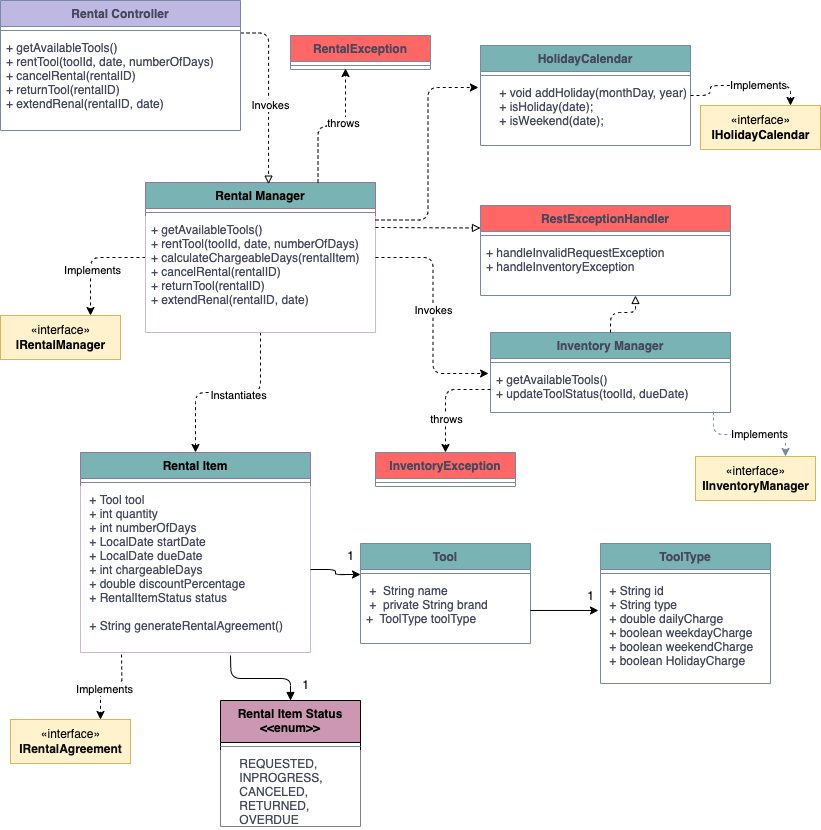 Rental Controller
+ getAvailableTools()
+ rentTool(toolId, date, numberOfDays)
+ cancelRental(rentalID)
+ returnTool(rentalID)
+ extendRenal(rentalID, date)
Invokes
RentalException
throws
HolidayCalendar
+ void addHoliday(monthDay, year)
+ isHoliday(date);
+ isWeekend(date);
Implements
«interface»
IHolidayCalendar
Rental Manager
+ getAvailableTools()
+ rentTool(toolId, date, numberOfDays)
+ calculateChargeableDays(rentalItem)
+ cancelRental(rentalID)
+ returnTool(rentalID)
+ extendRenal(rentalID, date)
Implements
«interface»
IRentalManager
RestExceptionHandler
+ handleInvalidRequestException
+ handleInventoryException
Invokes
Inventory Manager
+ getAvailableTools()
+ updateToolStatus(toolId, dueDate)
throws
InventoryException
Implements
«interface»
IInventoryManager
Instantiates
Rental Item
+ Tool tool
+ int quantity
+ int numberOfDays
+ LocalDate startDate
+ LocalDate dueDate
+ int chargeableDays
+ double discountPercentage
+ RentalItemStatus status
+ String generateRentalAgreement()
1
Tool
+ String name
+ private String brand
+ ToolType toolType
1
ToolType
+ String id
+ String type
+ double dailyCharge
+ boolean weekdayCharge
+ boolean weekendCharge
+ boolean HolidayCharge
Implements
«interface»
IRentalAgreement
1
Rental Item Status
<<enum>>
REQUESTED,
INPROGRESS,
CANCELED,
RETURNED,
OVERDUE